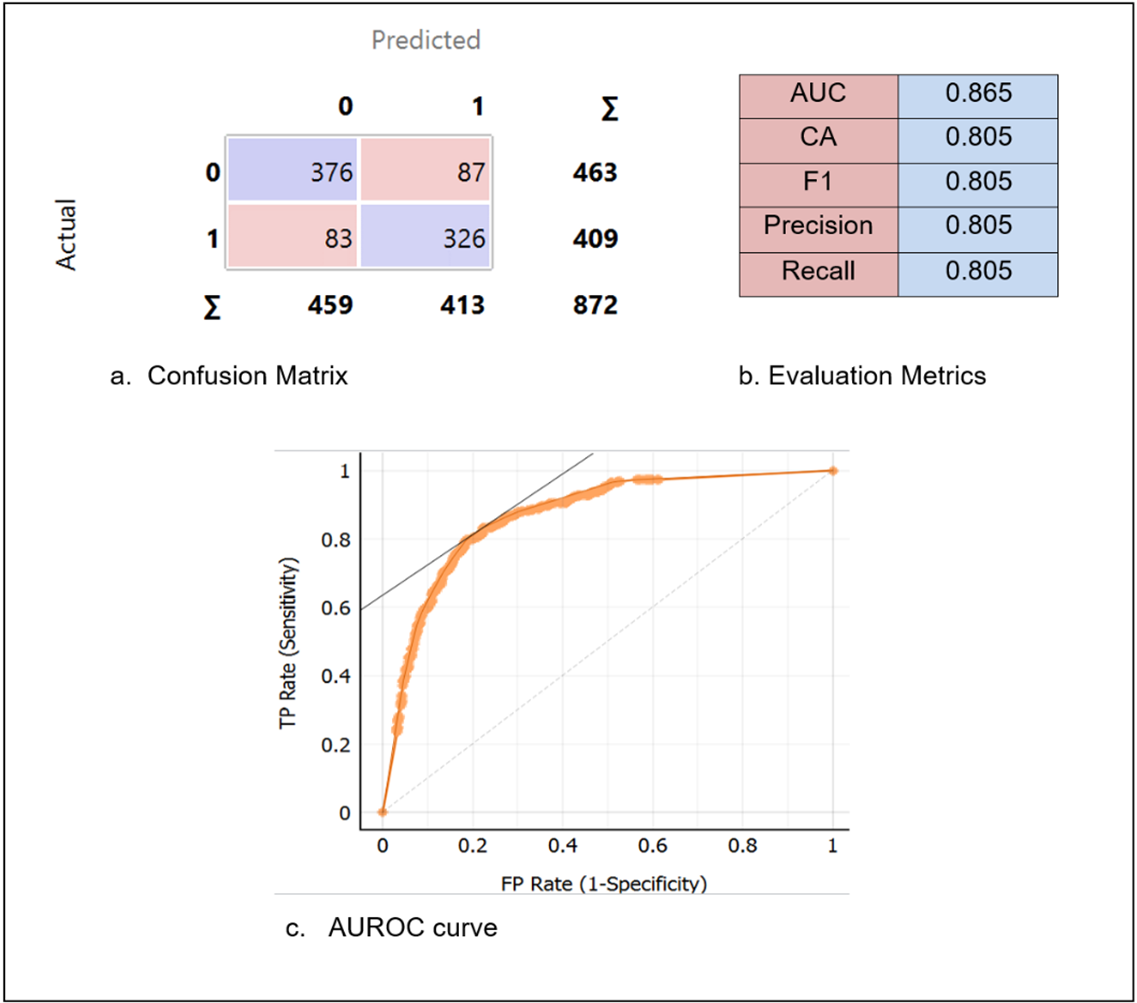 Predicted
0 1 Σ
0 376 87 463
Actual
1 83 326 409
Σ 459 413 872
a. Confusion Matrix
AUC 0.865
CA 0.805
F1 0.805
Precision 0.805
Recall 0.805
b. Evaluation Metrics
TP Rate (Sensitivity)
1
0.8
0.6
0.4
0.2
0
0 0.2 0.4 0.6 0.8 1
FP Rate (1-Specificity)
c. AUROC curve